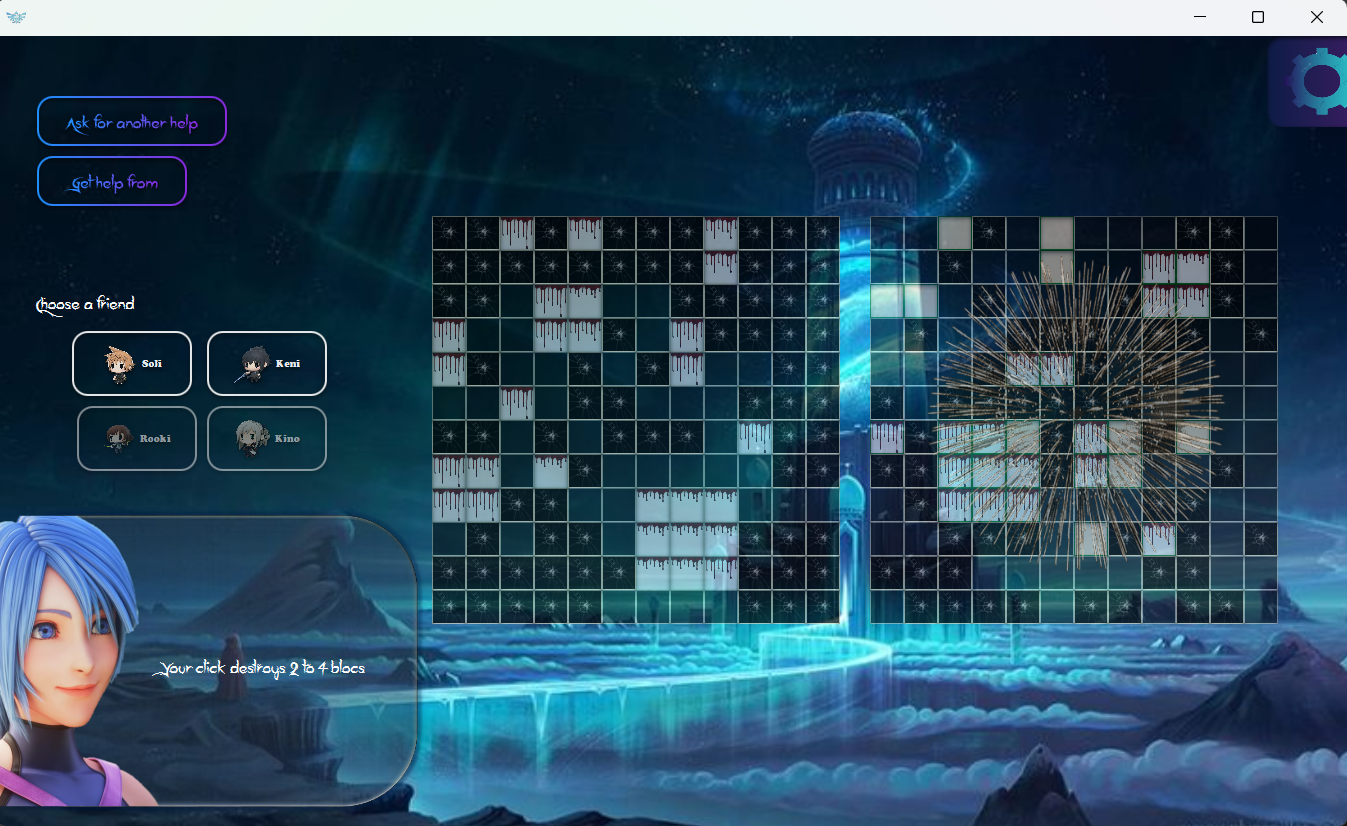 Ask for another help
Get help from
Choose a friend
Soli
Keni
Rooki
Kino
Your click destroys 2 to 4 blocs